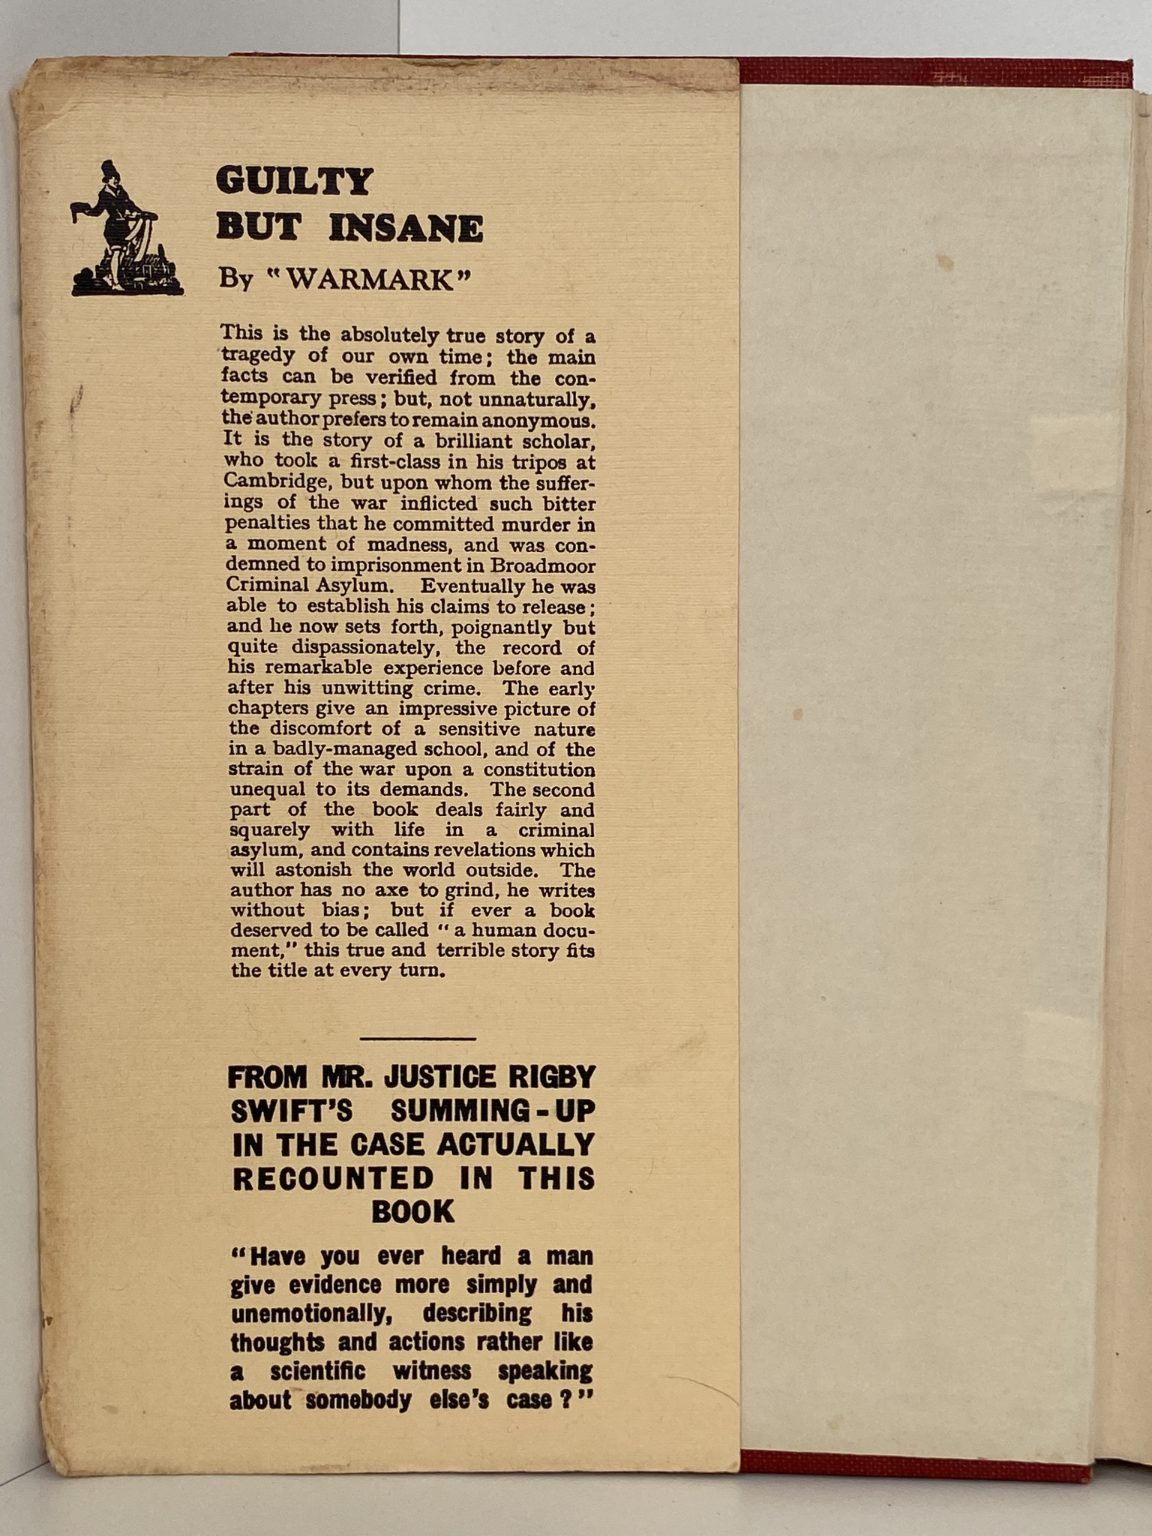 GUILTY
BUT INSANE
By "WARMARK"
This is the absolutely true story of a
tragedy of our own time; the main
facts can be verified from the con-
temporary press; but, not unnaturally,
the author prefers to remain anonymous.
It is the story of a brilliant scholar,
who took a first-class in his tripos at
Cambridge, but upon whom the suffer-
ings of the war inflicted such bitter
penalties that he committed murder in
a moment of madness, and was con-
demned to imprisonment in Broadmoor
Criminal Asylum. Eventually he was
able to establish his claims to release;
and he now sets forth, poignantly but
quite dispassionately, the record of
his remarkable experience before and
after his unwitting crime. The early
chapters give an impressive picture of
the discomfort of a sensitive nature
in a badly-managed school, and of the
strain of the war upon a constitution
unequal to its demands. The second
part of the book deals fairly and
squarely with life in a criminal
asylum, and contains revelations which
will astonish the world outside. The
author has no axe to grind, he writes
without bias; but if ever a book
deserved to be called "a human docu-
ment," this true and terrible story fits
the title at every turn.
FROM MR. JUSTICE RIGBY
SWIFT'S SUMMING-UP
IN THE CASE ACTUALLY
RECOUNTED IN THIS
BOOK
"Have you ever heard a man
give evidence more simply and
unemotionally, describing his
thoughts and actions rather like
a scientific witness speaking
about somebody else's case?"